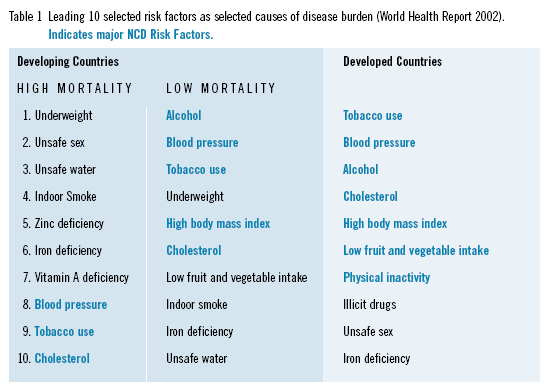 Table 1 Leading 10 selected risk factors as selected causes of disease burden (World Health Report 2002).
Indicates major NCD Risk Factors.
Developing Countries Developed Countries
HIGH MORTALITY LOW MORTALITY
1. Underweight Alcohol Tobacco use
2. Unsafe sex Blood pressure Blood pressure
3. Unsafe water Tobacco use Alcohol
4. Indoor Smoke Underweight Cholesterol
5. Zinc deficiency High body mass index High body mass index
6. Iron deficiency Cholesterol Low fruit and vegetable intake
7. Vitamin A deficiency Low fruit and vegetable intake Physical inactivity
8. Blood pressure Indoor smoke Illicit drugs
9. Tobacco use Iron deficiency Unsafe sex
10. Cholesterol Unsafe water Iron deficiency